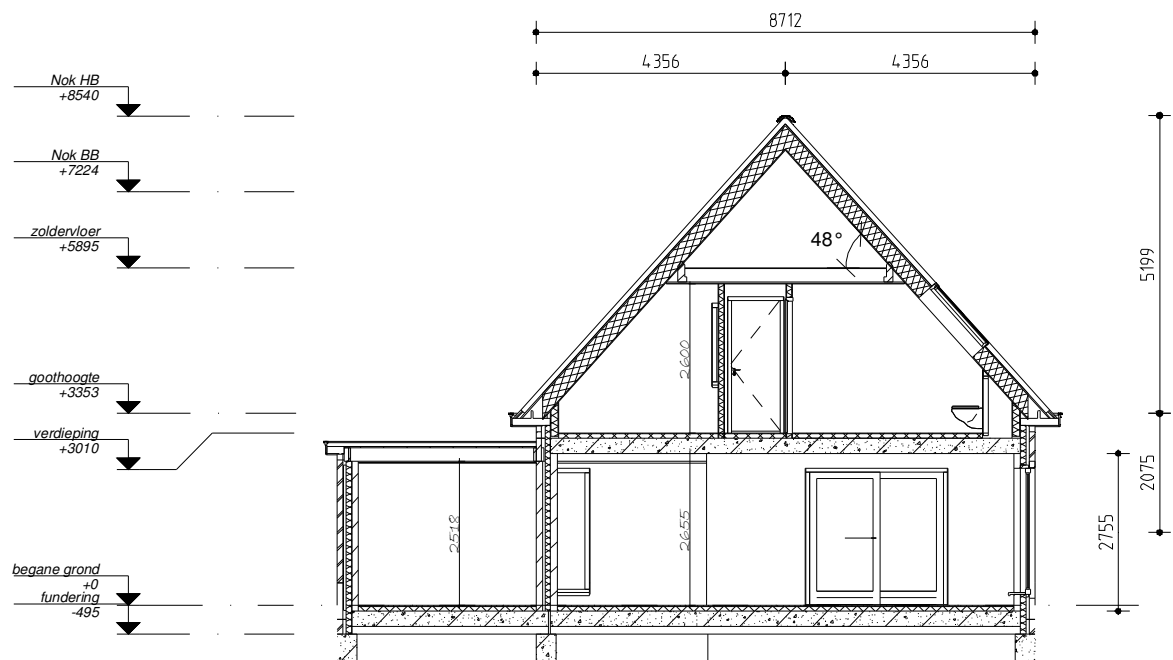 8712
4356 4356
Nok HB
+8540
Nok BB
+7224
zoldervloer
+5895
48°
5199
2600
goothoogte
+3353
verdieping
+3010
2075
2755
2518
2655
begane grond
+0
fundering
-495